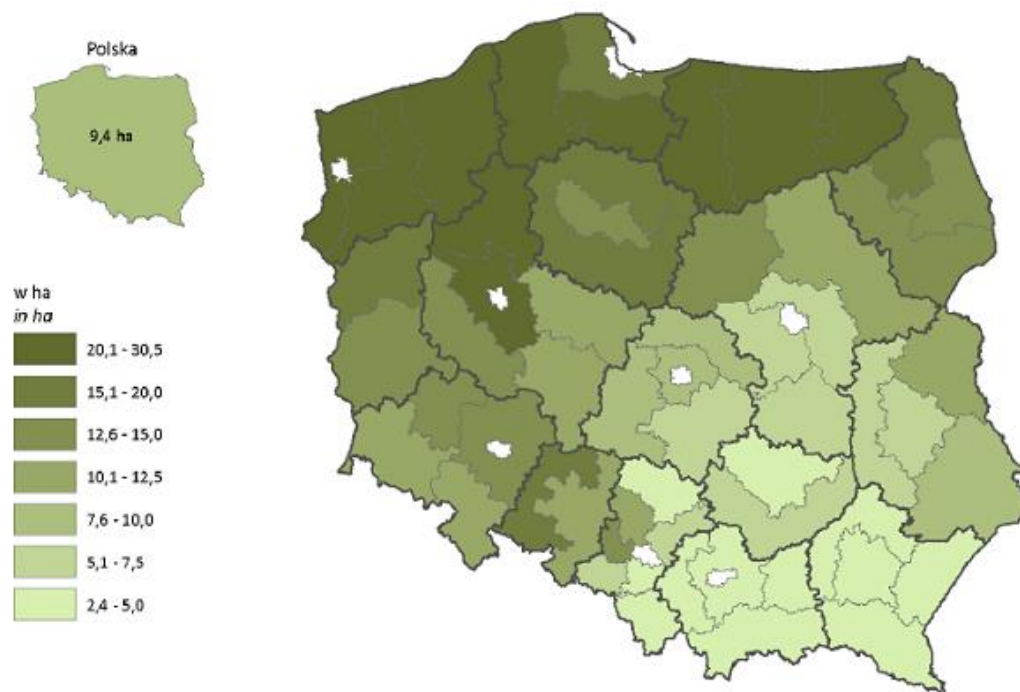 Polska
9,4 ha
w ha
in ha
20,1 - 30,5
15,1 - 20,0
12,6 - 15,0
10,1 - 12,5
7,6 - 10,0
5,1 - 7,5
2,4 - 5,0